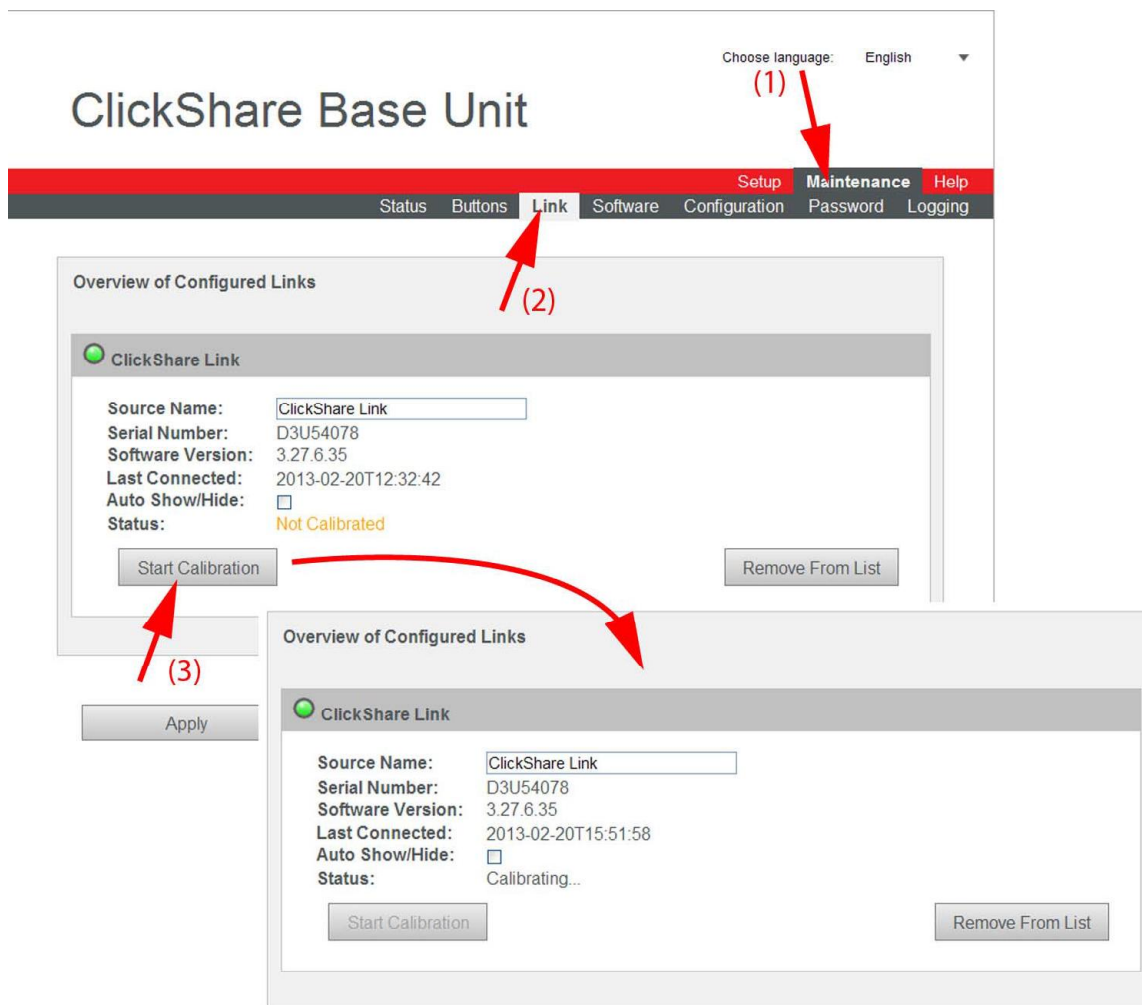 Choose language: English
(1)
ClickShare Base Unit
Setup Maintenance Help
Status Buttons Link Software Configuration Password Logging
(2)
Overview of Configured Links
ClickShare Link
Source Name: ClickShare Link
Serial Number: D3U54078
Software Version: 3.27.6.35
Last Connected: 2013-02-20T12:32:42
Auto Show/Hide:
Status: Not Calibrated
Start Calibration Remove From List
(3)
Apply
Overview of Configured Links
ClickShare Link
Source Name: ClickShare Link
Serial Number: D3U54078
Software Version: 3.27.6.35
Last Connected: 2013-02-20T15:51:58
Auto Show/Hide:
Status: Calibrating...
Start Calibration Remove From List